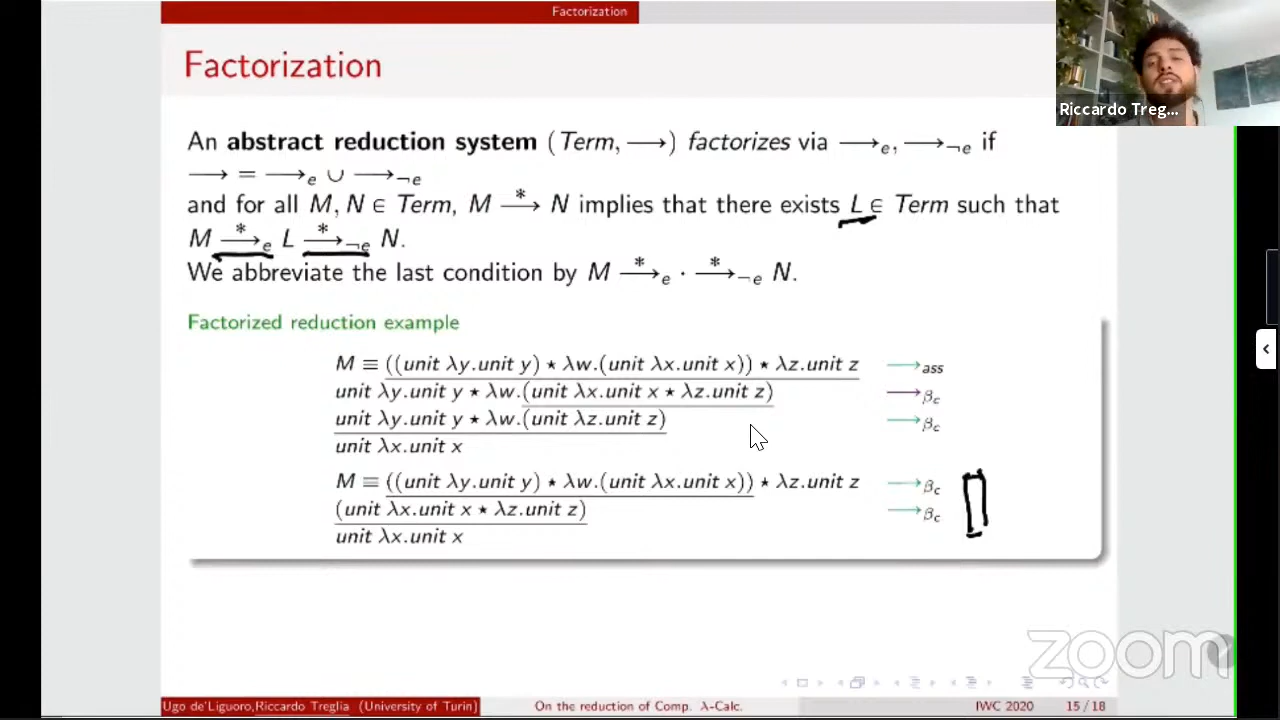 Factorization
Factorization
Riccardo Treg...
An abstract reduction system (Term, ⟶) factorizes via ⟶e, ⟶¬e if
⟶ = ⟶e ∪ ⟶¬e
and for all M, N ∈ Term, M ⟶* N implies that there exists L ∈ Term such that
M ⟶*e L ⟶*¬e N.
We abbreviate the last condition by M ⟶*e · ⟶*¬e N.
Factorized reduction example
M ≡ ((unit λy.unit y) ⋆ λw.(unit λx.unit x)) ⋆ λz.unit z ⟶ass
unit λy.unit y ⋆ λw.(unit λx.unit x ⋆ λz.unit z) ⟶βc
unit λy.unit y ⋆ λw.(unit λz.unit z) ⟶βc
unit λx.unit x
M ≡ ((unit λy.unit y) ⋆ λw.(unit λx.unit x)) ⋆ λz.unit z ⟶βc
(unit λx.unit x ⋆ λz.unit z) ⟶βc
unit λx.unit x
zoom
Ugo de'Liguoro,Riccardo Treglia (University of Turin) On the reduction of Comp. λ-Calc. IWC 2020 15 / 18